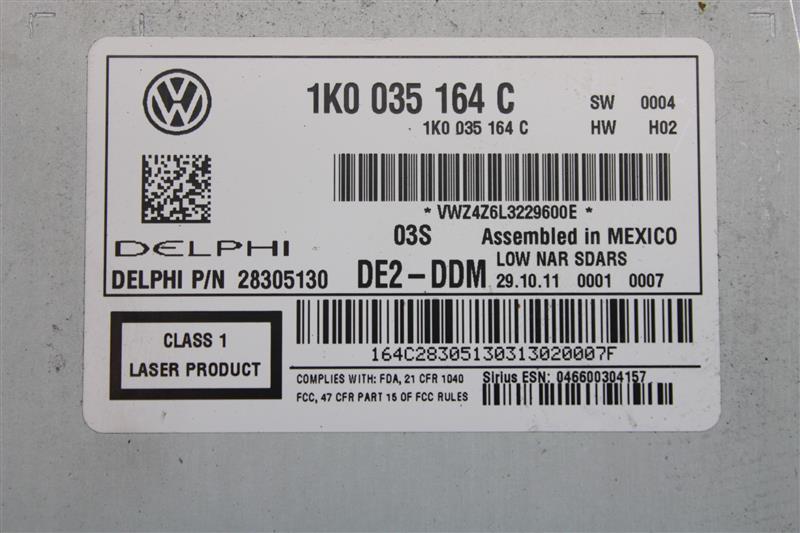 VW
1K0 035 164 C
SW 0004
1K0 035 164 C
HW H02
* VWZ4Z6L3229600E *
DELPHI
03S Assembled in MEXICO
DELPHI P/N 28305130
DE2-DDM
LOW NAR SDARS
29.10.11 0001 0007
CLASS 1
LASER PRODUCT
164C28305130313020007F
COMPLIES WITH: FDA, 21 CFR 1040
FCC, 47 CFR PART 15 OF FCC RULES
Sirius ESN: 046600304157